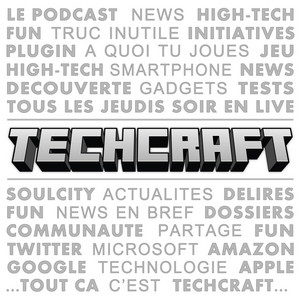 LE PODCAST NEWS HIGH-TECH
FUN TRUC INUTILE INITIATIVES
PLUGIN A QUOI TU JOUES JEU
HIGH-TECH SMARTPHONE NEWS
DECOUVERTE GADGETS TESTS
TOUS LES JEUDIS SOIR EN LIVE
TECHCRAFT
SOULCITY ACTUALITES DELIRES
FUN NEWS EN BREF DOSSIERS
COMMUNAUTE PARTAGE FUN
TWITTER MICROSOFT AMAZON
GOOGLE TECHNOLOGIE APPLE
...TOUT CA C'EST TECHCRAFT...